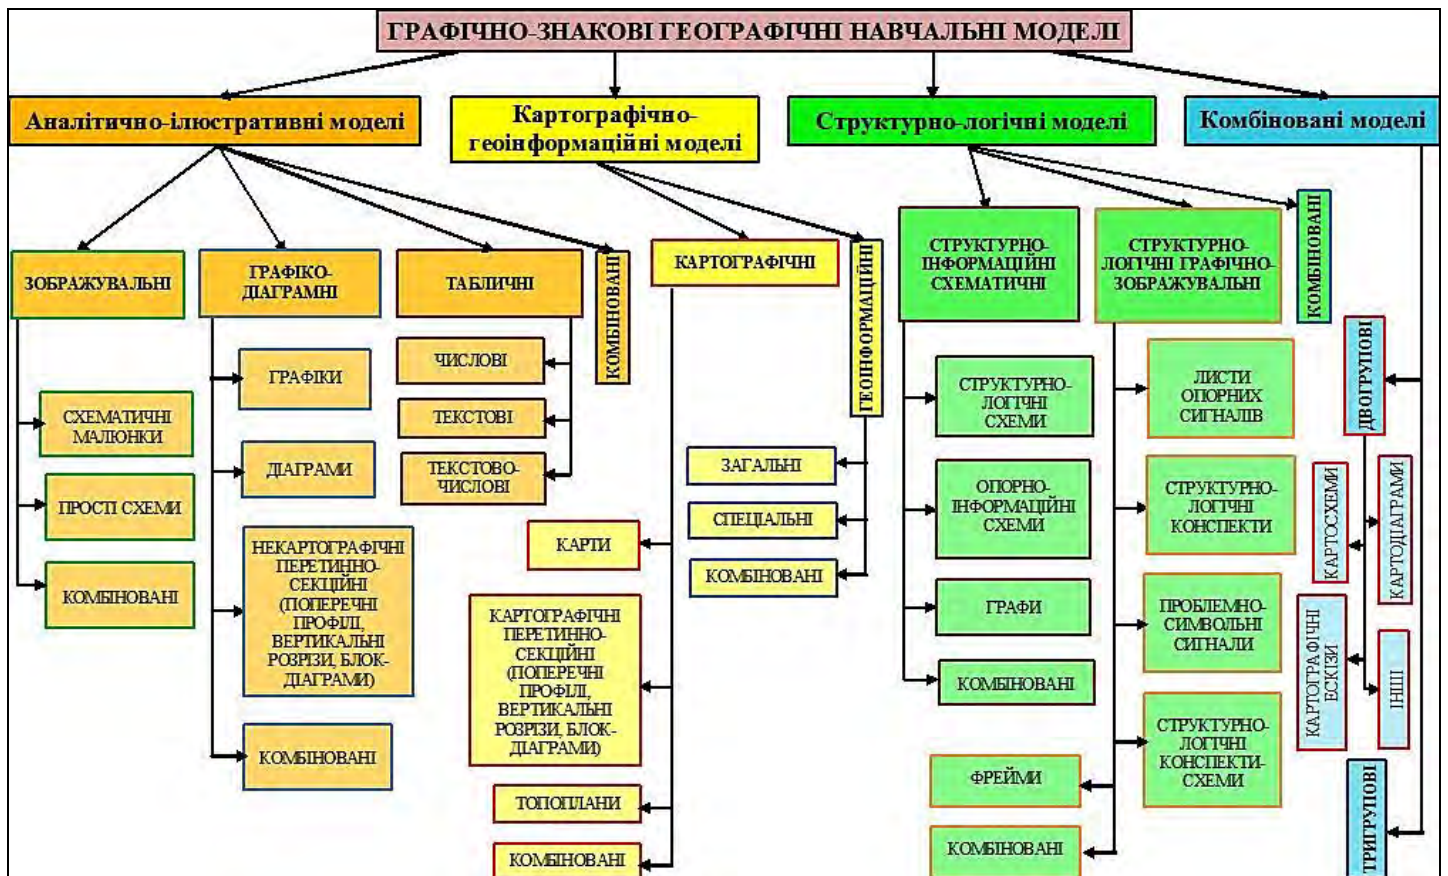 ГРАФІЧНО-ЗНАКОВІ ГЕОГРАФІЧНІ НАВЧАЛЬНІ МОДЕЛІ
Аналітично-ілюстративні моделі
Картографічно-
геоінформаційні моделі
Структурно-логічні моделі
Комбіновані моделі
ЗОБРАЖУВАЛЬНІ
ГРАФІКО-
ДІАГРАМНІ
ТАБЛИЧНІ
КОМБІНОВАНІ
КАРТОГРАФІЧНІ
ГЕОІНФОРМАЦІЙНІ
СТРУКТУРНО-
ІНФОРМАЦІЙНІ
СХЕМАТИЧНІ
СТРУКТУРНО-
ЛОГІЧНІ ГРАФІЧНО-
ЗОБРАЖУВАЛЬНІ
КОМБІНОВАНІ
СХЕМАТИЧНІ
МАЛЮНКИ
ПРОСТІ СХЕМИ
КОМБІНОВАНІ
ГРАФІКИ
ДІАГРАМИ
НЕКАРТОГРАФІЧНІ
ПЕРЕТИННО-
СЕКЦІЙНІ
(ПОПЕРЕЧНІ
ПРОФІЛІ,
ВЕРТИКАЛЬНІ
РОЗРІЗИ, БЛОК-
ДІАГРАМИ)
КОМБІНОВАНІ
ЧИСЛОВІ
ТЕКСТОВІ
ТЕКСТОВО-
ЧИСЛОВІ
КАРТИ
КАРТОГРАФІЧНІ
ПЕРЕТИННО-
СЕКЦІЙНІ
(ПОПЕРЕЧНІ
ПРОФІЛІ,
ВЕРТИКАЛЬНІ
РОЗРІЗИ, БЛОК-
ДІАГРАМИ)
ТОПОПЛАНИ
КОМБІНОВАНІ
ЗАГАЛЬНІ
СПЕЦІАЛЬНІ
КОМБІНОВАНІ
СТРУКТУРНО-
ЛОГІЧНІ
СХЕМИ
ОПОРНО-
ІНФОРМАЦІЙНІ
СХЕМИ
ГРАФИ
КОМБІНОВАНІ
ЛИСТИ
ОПОРНИХ
СИГНАЛІВ
СТРУКТУРНО-
ЛОГІЧНІ
КОНСПЕКТИ
ПРОБЛЕМНО-
СИМВОЛЬНІ
СИГНАЛИ
СТРУКТУРНО-
ЛОГІЧНІ
КОНСПЕКТИ-
СХЕМИ
ФРЕЙМИ
КОМБІНОВАНІ
ДВОГРУПОВІ
КАРТОСХЕМИ
КАРТОДІАГРАМИ
КАРТОГРАФІЧНІ
ЕСКІЗИ
ІНШІ
ТРИГРУПОВІ